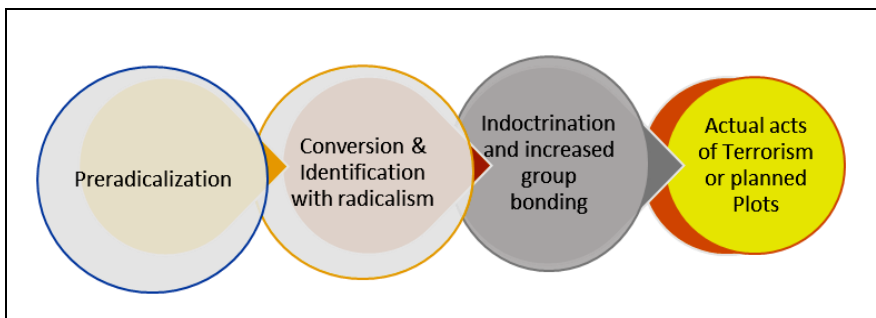 Preradicalization
Conversion &
Identification
with radicalism
Indoctrination
and increased
group
bonding
Actual acts
of Terrorism
or planned
Plots